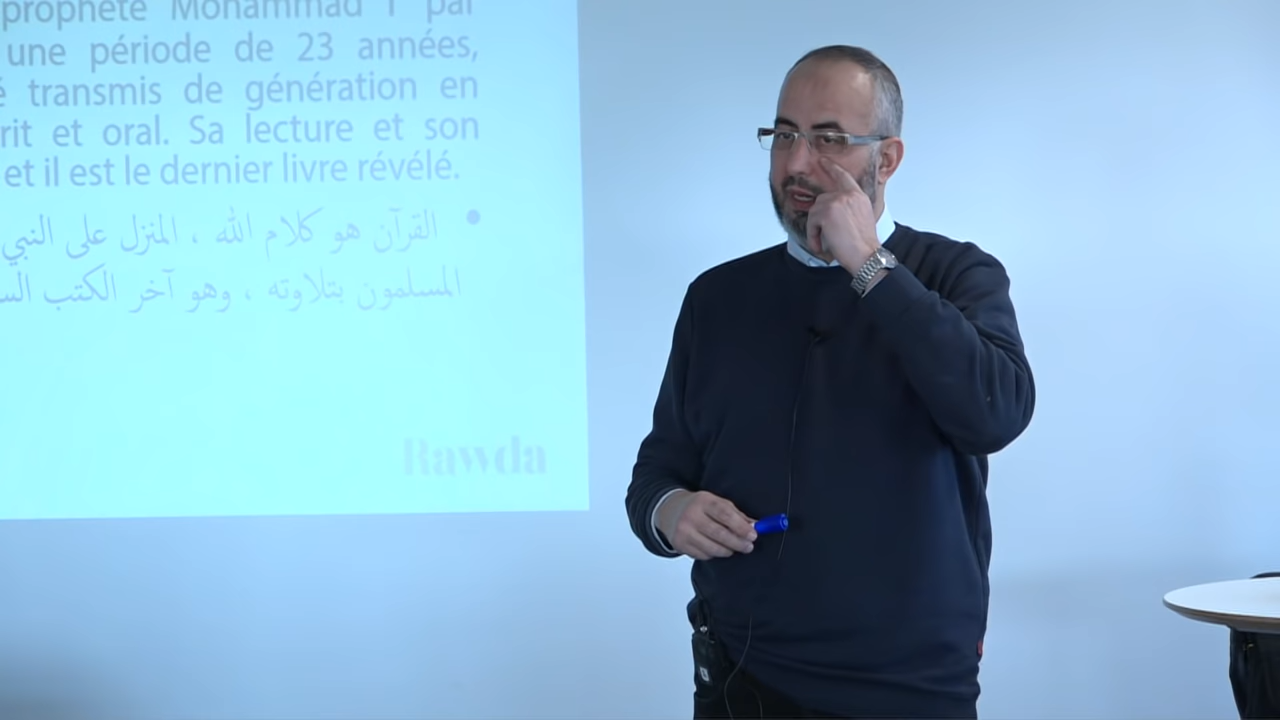 prophète Mohammad r par
une période de 23 années,
é transmis de génération en
rit et oral. Sa lecture et son
et il est le dernier livre révélé.
• القرآن هو كلام الله ، المنزل على النبي
المسلمون بتلاوته ، وهو آخر الكتب الس
Rawda